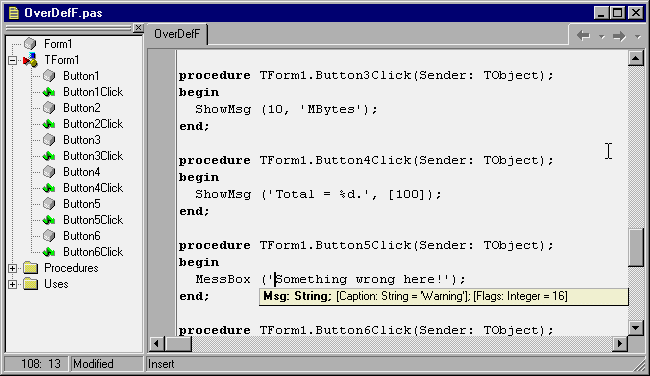 OverDefF.pas
Form1
TForm1
Button1
Button1Click
Button2
Button2Click
Button3
Button3Click
Button4
Button4Click
Button5
Button5Click
Button6
Button6Click
Procedures
Uses
OverDefF
procedure TForm1.Button3Click(Sender: TObject);
begin
ShowMsg (10, 'MBytes');
end;
procedure TForm1.Button4Click(Sender: TObject);
begin
ShowMsg ('Total = %d.', [100]);
end;
procedure TForm1.Button5Click(Sender: TObject);
begin
MessBox ('Something wrong here!');
end;
Msg: String; [Caption: String = 'Warning']; [Flags: Integer = 16]
procedure TForm1.Button6Click(Sender: TObject);
108: 13 Modified Insert